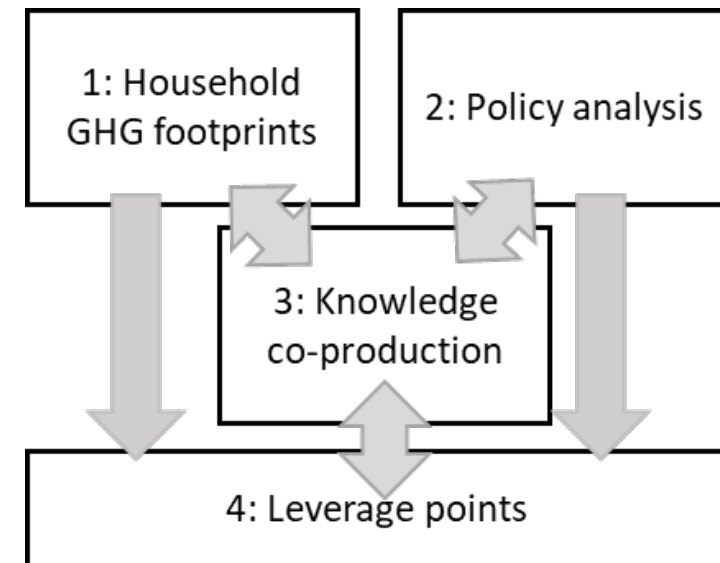 1: Household
GHG footprints
2: Policy analysis
3: Knowledge
co-production
4: Leverage points